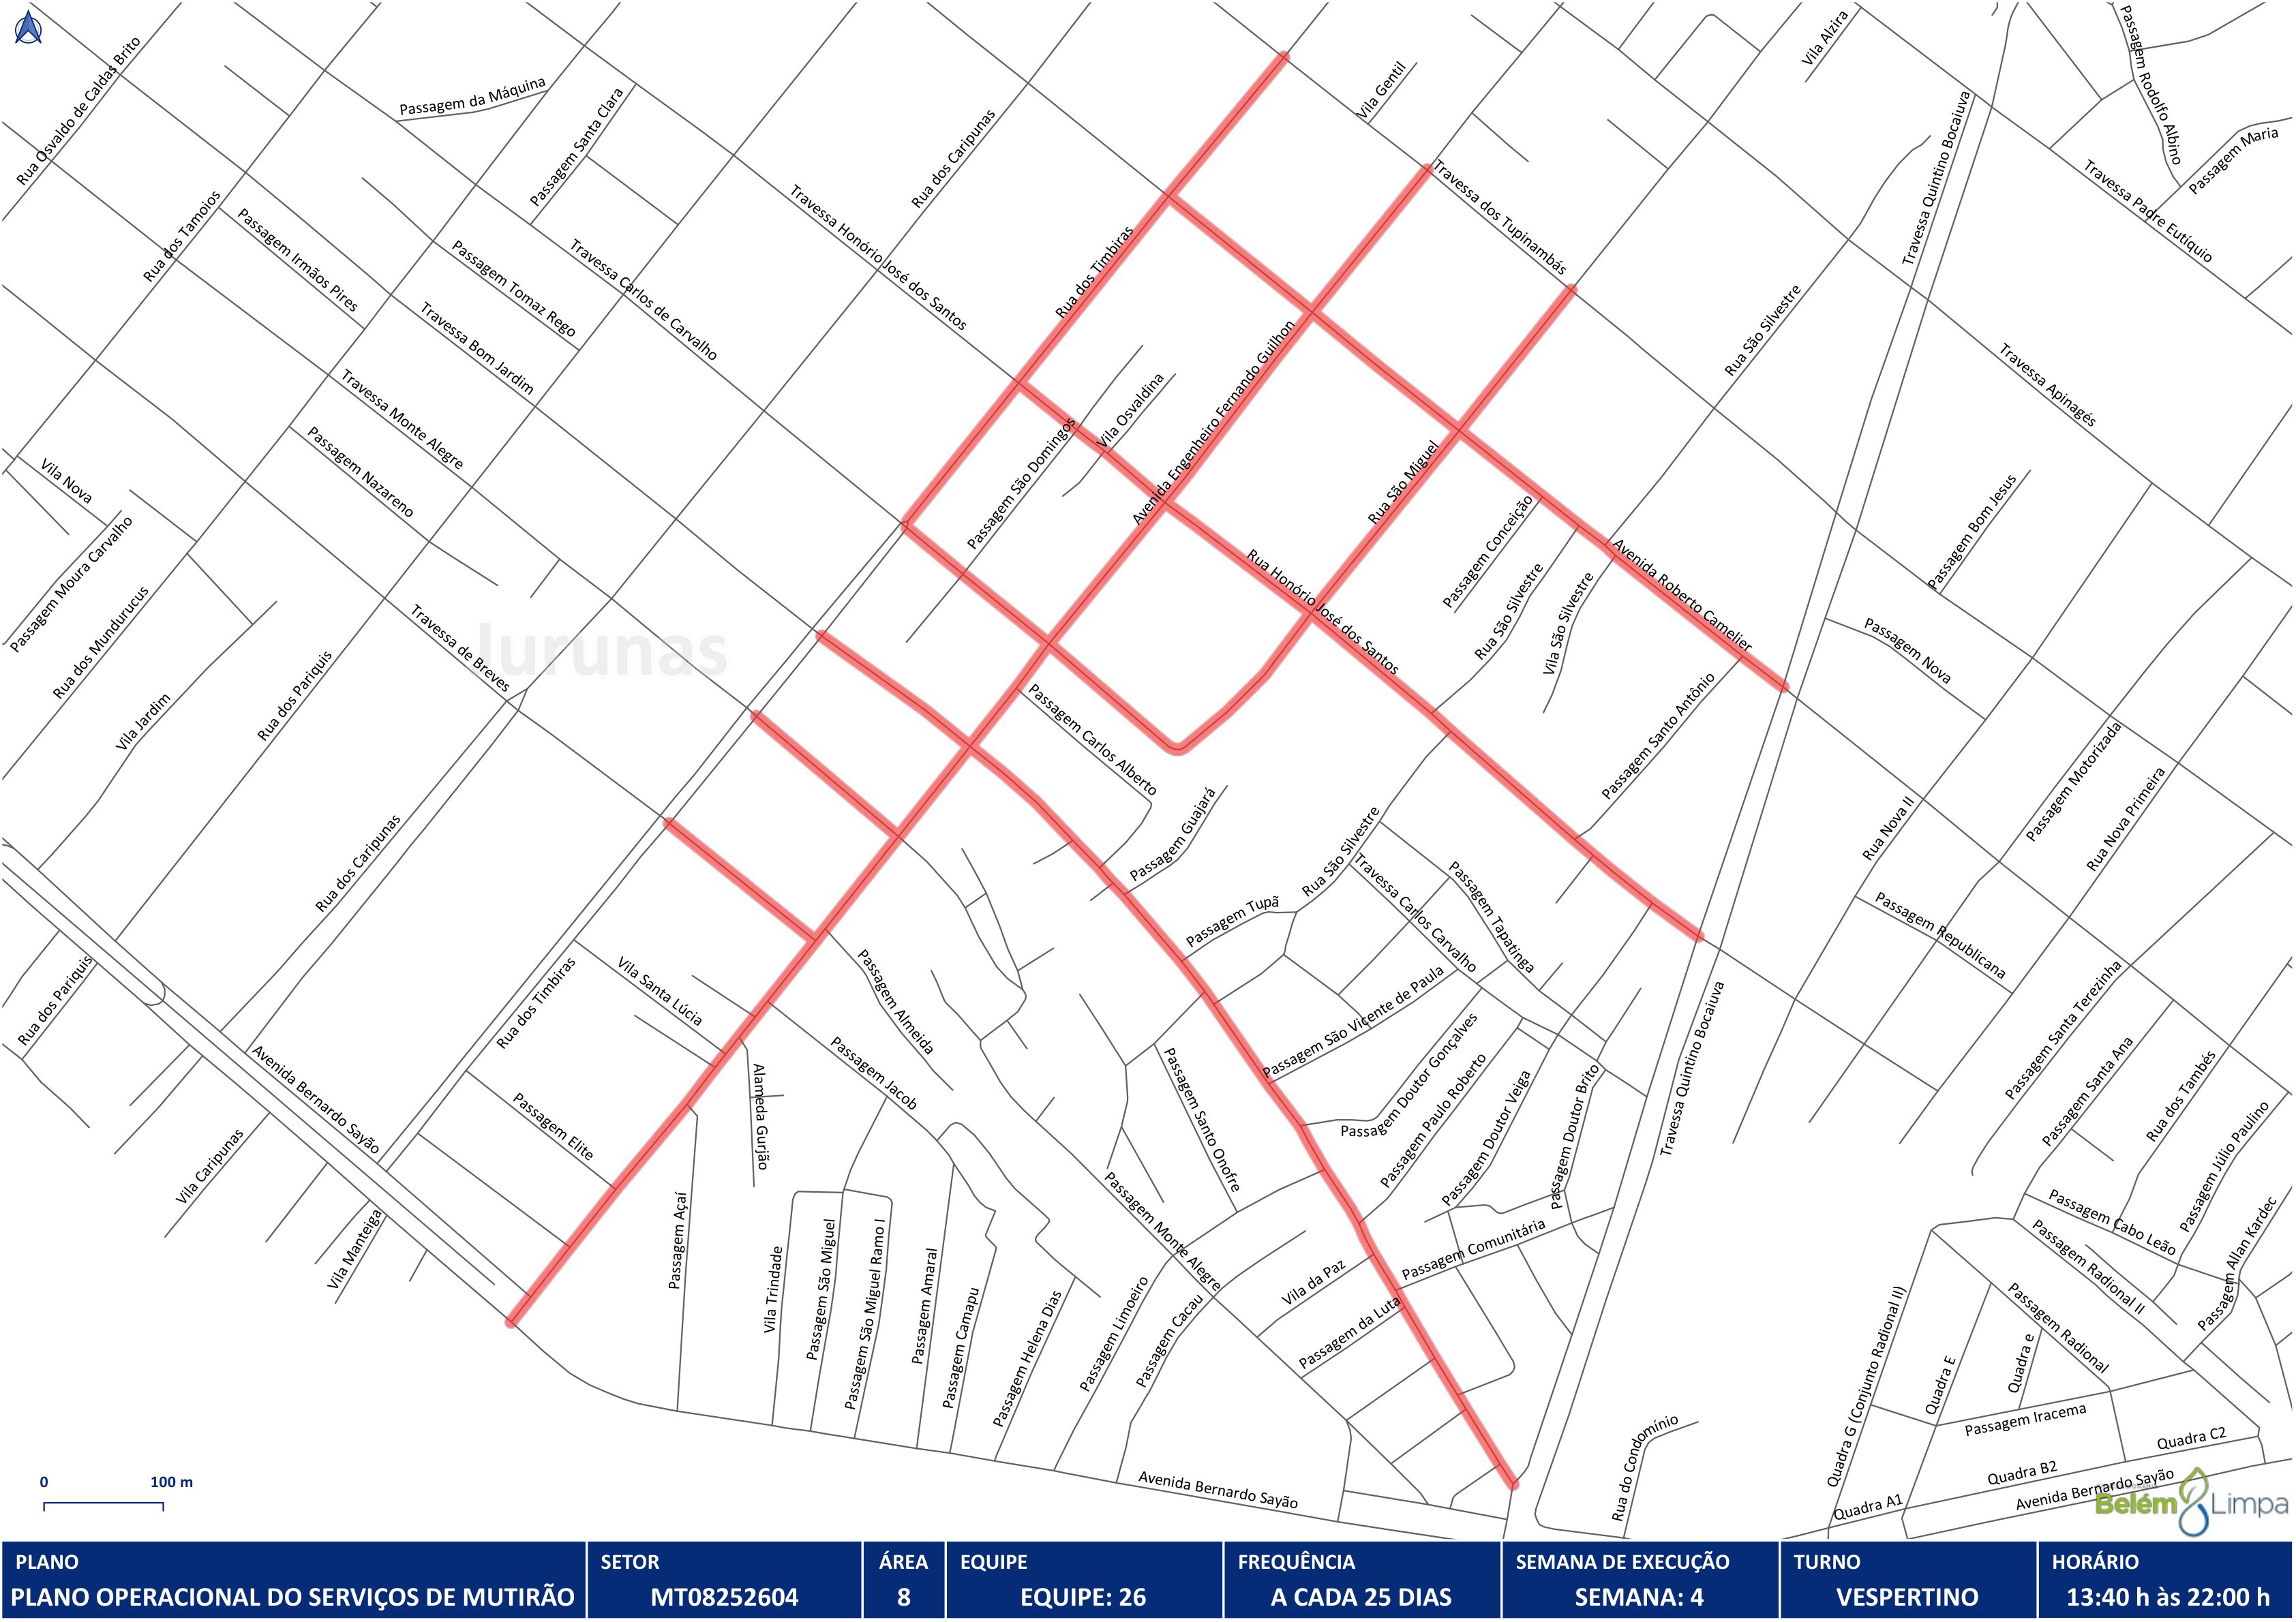 Rua Osvaldo de Caldas Brito
Passagem da Máquina
Passagem Santa Clara
Rua dos Caripunas
Vila Gentil
Vila Alzira
Passagem Rodolfo Albino
Passagem Maria
Travessa Quintino Bocaiuva
Travessa Padre Eutíquio
Rua dos Tamoios
Passagem Irmãos Pires
Passagem Tomaz Rego
Travessa Carlos de Carvalho
Travessa Honório José dos Santos
Rua dos Timbiras
Travessa dos Tupinambás
Rua São Silvestre
Travessa Bom Jardim
Travessa Monte Alegre
Avenida Engenheiro Fernando Guilhon
Travessa Apinagés
Vila Osvaldina
Passagem São Domingos
Rua São Miguel
Passagem Nazareno
Vila Nova
Passagem Moura Carvalho
Rua dos Mundurucus
Passagem Conceição
Rua São Silvestre
Vila são Silvestre
Avenida Roberto Camelier
Passagem Bom Jesus
Rua Honório José dos Santos
Travessa de Breves
Jurunas
Passagem Nova
Vila Jardim
Rua dos Pariquis
Passagem Carlos Alberto
Passagem Santo Antônio
Passagem Motorizada
Rua Nova Primeira
Rua Nova II
Passagem Guajará
Rua dos Caripunas
Rua São Silvestre
Travessa Carlos Carvalho
Passagem Tapatinga
Passagem Tupã
Passagem Republicana
Rua dos Pariquis
Vila Santa Lúcia
Rua dos Timbiras
Passagem Almeida
Passagem São Vicente de Paula
Travessa Quintino Bocaiuva
Passagem Santa Terezinha
Passagem Santa Ana
Rua dos Tambés
Avenida Bernardo Sayão
Passagem Jacob
Alameda Gurjão
Passagem Santo Onofre
Passagem Doutor Gonçalves
Passagem Paulo Roberto
Passagem Doutor Veiga
Passagem Doutor Brito
Passagem Júlio Paulino
Passagem Elite
Vila Caripunas
Vila Manteiga
Passagem Açaí
Vila Trindade
Passagem São Miguel
Passagem São Miguel Ramo I
Passagem Amaral
Passagem Camapu
Passagem Helena Dias
Passagem Limoeiro
Passagem Cacau
Passagem Monte Alegre
Vila da Paz
Passagem da Luta
Passagem Comunitária
Passagem Cabo Leão
Passagem Allan Kardec
Passagem Radional II
Passagem Radional
Quadra G (Conjunto Radional II)
Quadra E
Quadra e
Passagem Iracema
Rua do Condomínio
Quadra C2
Quadra B2
Quadra A1
Avenida Bernardo Sayão
Avenida Bernardo Sayão
Belém Limpa
0 100 m
PLANO
PLANO OPERACIONAL DO SERVIÇOS DE MUTIRÃO
SETOR
MT08252604
ÁREA
8
EQUIPE
EQUIPE: 26
FREQUÊNCIA
A CADA 25 DIAS
SEMANA DE EXECUÇÃO
SEMANA: 4
TURNO
VESPERTINO
HORÁRIO
13:40 h às 22:00 h